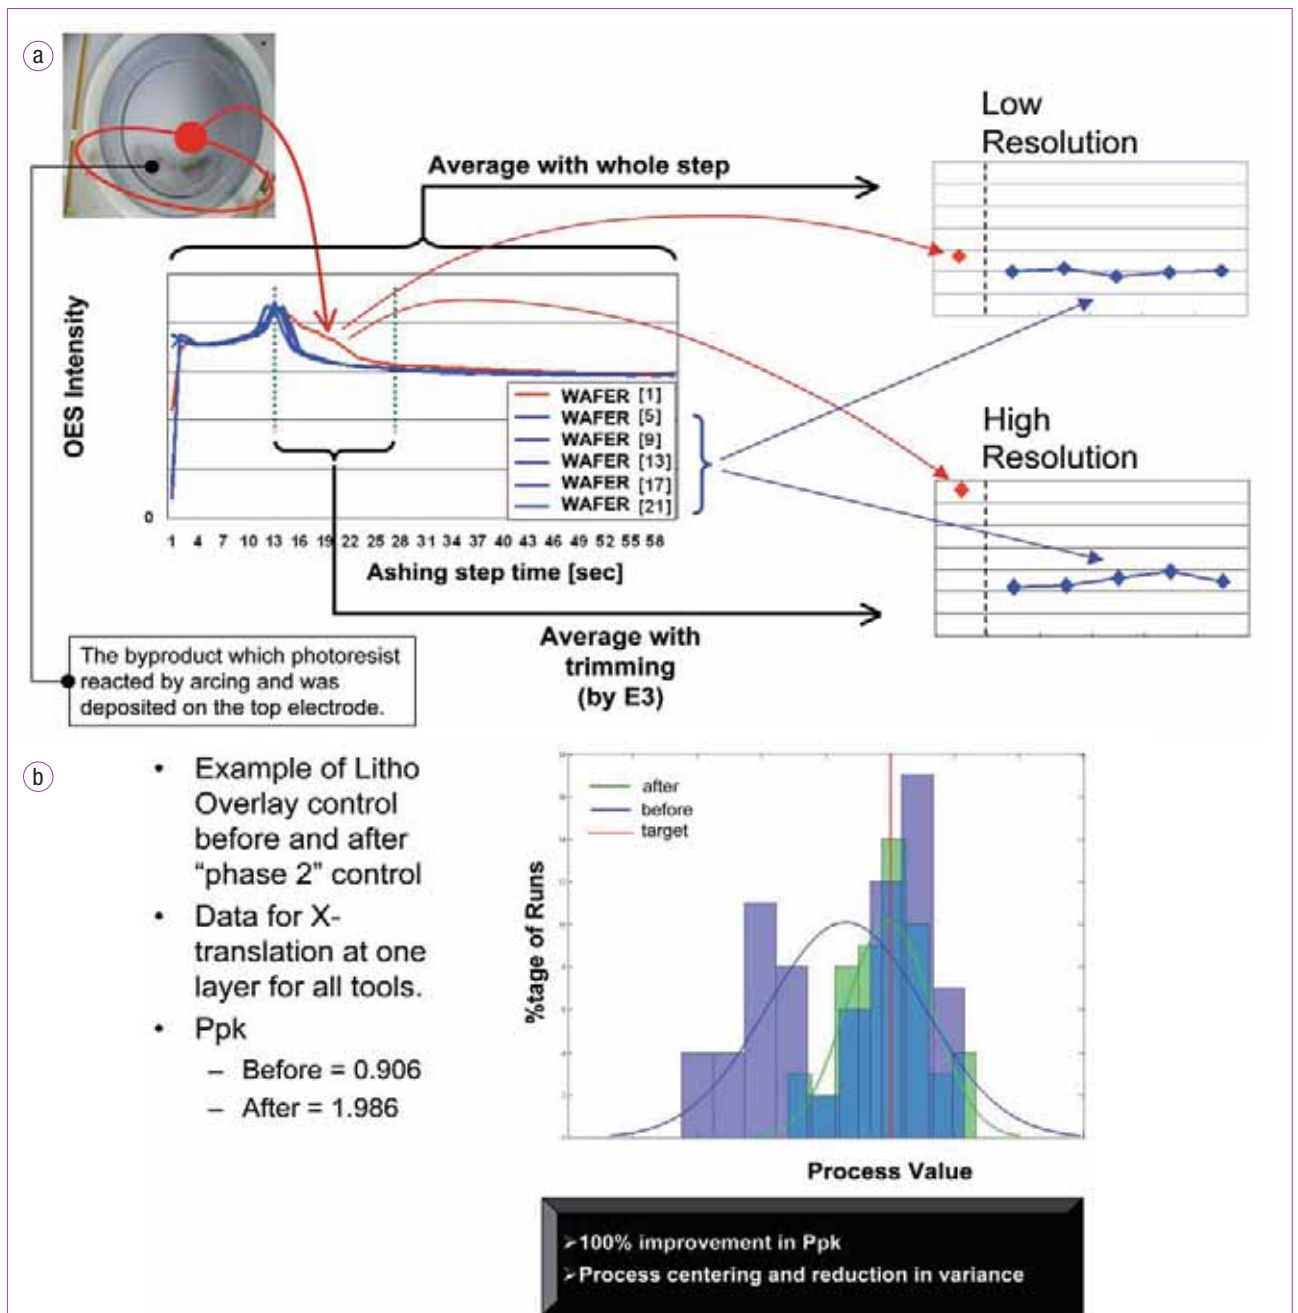 a
Low
Resolution
Average with whole step
OES Intensity
WAFER [1]
WAFER [5]
WAFER [9]
WAFER [13]
WAFER [17]
WAFER [21]
0
1 4 7 10 13 16 19 22 25 28 31 34 37 40 43 46 49 52 55 58
Ashing step time [sec]
High
Resolution
Average with
trimming
(by E3)
The byproduct which photoresist
reacted by arcing and was
deposited on the top electrode.
b
• Example of Litho
Overlay control
before and after
“phase 2” control
• Data for X-
translation at one
layer for all tools.
• Ppk
– Before = 0.906
– After = 1.986
after
before
target
%tage of Runs
Process Value
➢100% improvement in Ppk
➢Process centering and reduction in variance